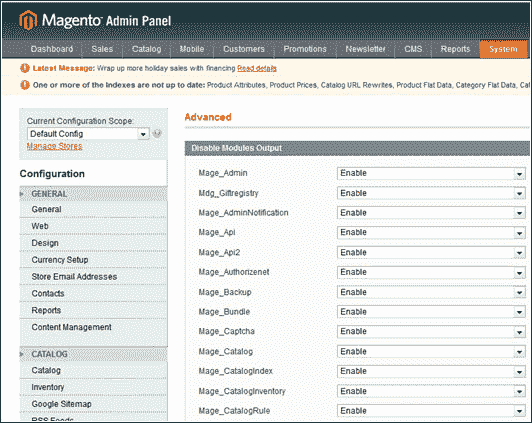 Magento Admin Panel
Dashboard Sales Catalog Mobile Customers Promotions Newsletter CMS Reports System
Latest Message: Wrap up more holiday sales with financing Read details
One or more of the Indexes are not up to date: Product Attributes, Product Prices, Catalog URL Rewrites, Product Flat Data, Category Flat Data, Cat
Current Configuration Scope:
Default Config
Manage Stores
Configuration
GENERAL
General
Web
Design
Currency Setup
Store Email Addresses
Contacts
Reports
Content Management
CATALOG
Catalog
Inventory
Google Sitemap
RSS Feeds
Advanced
Disable Modules Output
Mage_Admin Enable
Mdg_Giftregistry Enable
Mage_AdminNotification Enable
Mage_Api Enable
Mage_Api2 Enable
Mage_Authorizenet Enable
Mage_Backup Enable
Mage_Bundle Enable
Mage_Captcha Enable
Mage_Catalog Enable
Mage_CatalogIndex Enable
Mage_CatalogInventory Enable
Mage_CatalogRule Enable